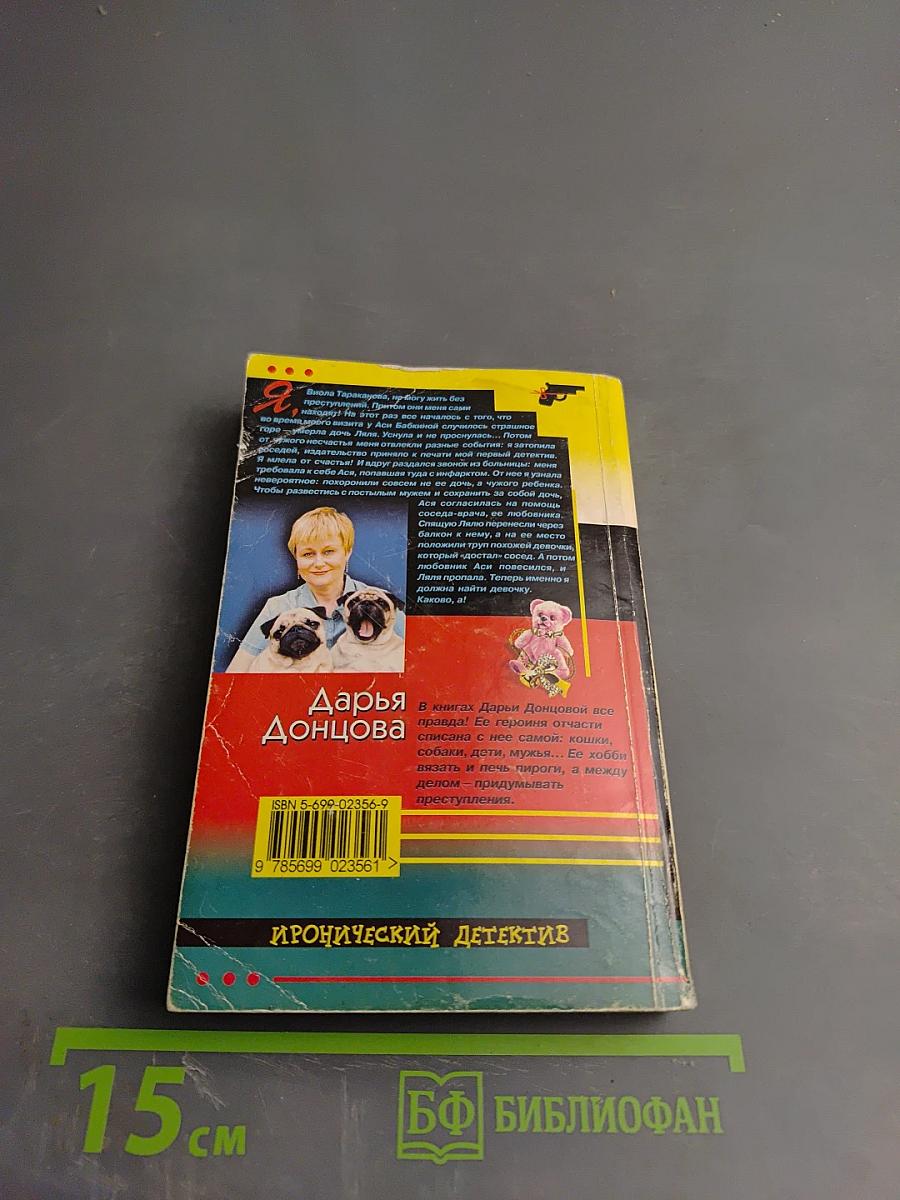 Я, Виола Тараканова, не могу жить без
преступлений. Притом они меня сами
находят! На этот раз все началось с того, что
во время моего визита у Аси Бабкиной случилось страшное
горе – умерла дочь Ляля. Уснула и не проснулась... Потом
от чужого несчастья меня отвлекли разные события: я затопила
соседей, издательство приняло к печати мой первый детектив.
Я млела от счастья! И вдруг раздался звонок из больницы: меня
требовала к себе Ася, попавшая туда с инфарктом. От нее я узнала
невероятное: похоронили совсем не ее дочь, а чужого ребенка.
Чтобы развестись с постылым мужем и сохранить за собой дочь,
Ася согласилась на помощь
соседа-врача, ее любовника.
Спящую Лялю перенесли через
балкон к нему, а на ее место
положили труп похожей девочки,
который «достал» сосед. А потом
любовник Аси повесился, и
Ляля пропала. Теперь именно я
должна найти девочку.
Каково, а!
Дарья
Донцова
В книгах Дарьи Донцовой все
правда! Ее героиня отчасти
списана с нее самой: кошки,
собаки, дети, мужья... Ее хобби
вязать и печь пироги, а между
делом – придумывать
преступления.
ISBN 5-699-02356-9
9 785699 023561 >
ИРОНИЧЕСКИЙ ДЕТЕКТИВ
15 см
БФ БИБЛИОФАН